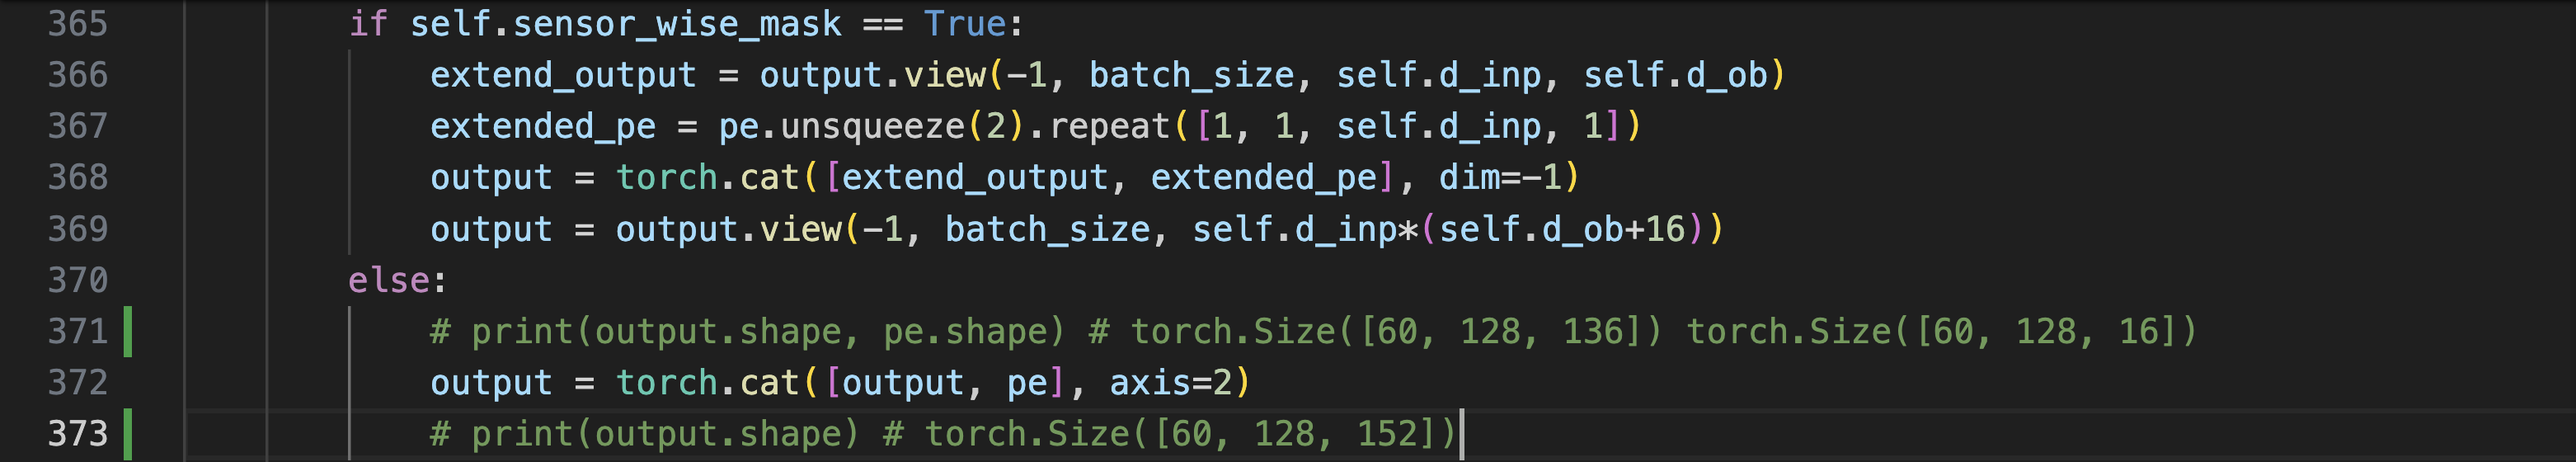 365 if self.sensor_wise_mask == True:
366 extend_output = output.view(-1, batch_size, self.d_inp, self.d_ob)
367 extended_pe = pe.unsqueeze(2).repeat([1, 1, self.d_inp, 1])
368 output = torch.cat([extend_output, extended_pe], dim=-1)
369 output = output.view(-1, batch_size, self.d_inp*(self.d_ob+16))
370 else:
371 # print(output.shape, pe.shape) # torch.Size([60, 128, 136]) torch.Size([60, 128, 16])
372 output = torch.cat([output, pe], axis=2)
373 # print(output.shape) # torch.Size([60, 128, 152])